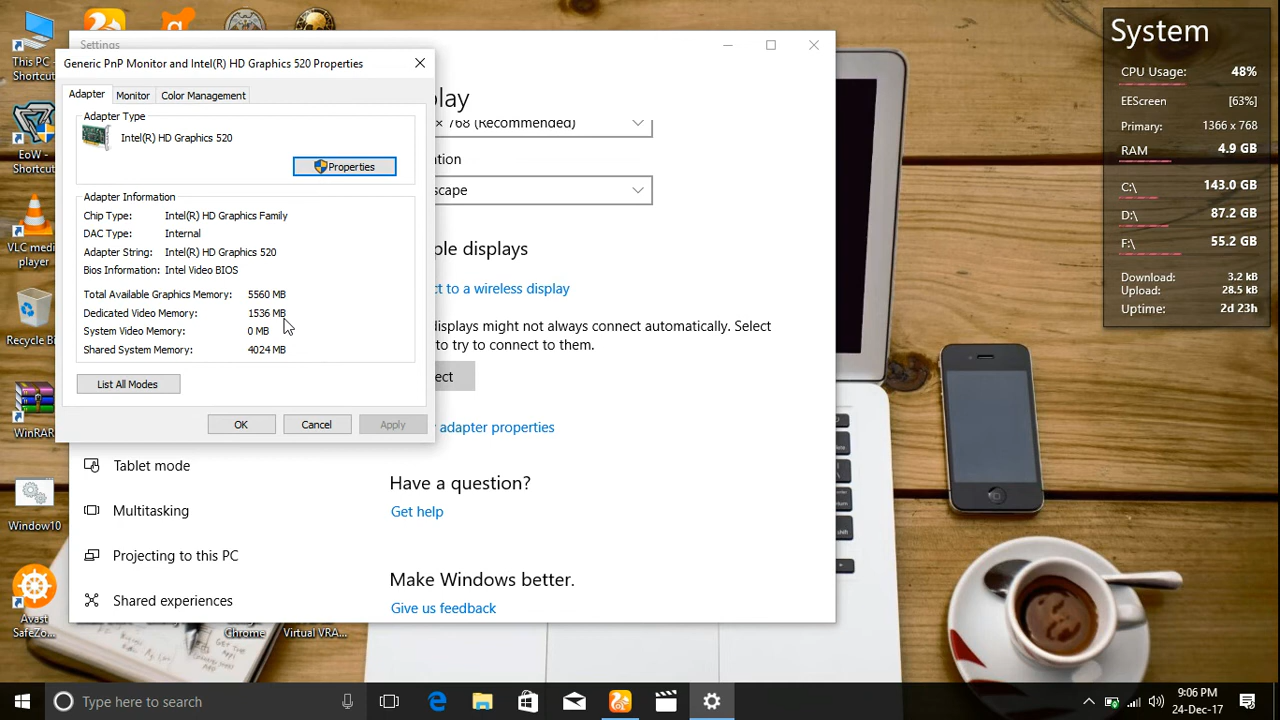 This PC -
Shortcut
EoW -
Shortcut
VLC media
player
Recycle Bin
WinRAR
Window10
Avast
SafeZo...
Chrome
Virtual VRA...
Settings
Generic PnP Monitor and Intel(R) HD Graphics 520 Properties
Adapter
Monitor
Color Management
Adapter Type
Intel(R) HD Graphics 520
Properties
Adapter Information
Chip Type: Intel(R) HD Graphics Family
DAC Type: Internal
Adapter String: Intel(R) HD Graphics 520
Bios Information: Intel Video BIOS
Total Available Graphics Memory: 5560 MB
Dedicated Video Memory: 1536 MB
System Video Memory: 0 MB
Shared System Memory: 4024 MB
List All Modes
OK
Cancel
Apply
play
× 768 (Recommended)
tion
scape
ple displays
ct to a wireless display
displays might not always connect automatically. Select
to try to connect to them.
ect
adapter properties
Have a question?
Get help
Make Windows better.
Give us feedback
Tablet mode
Multitasking
Projecting to this PC
Shared experiences
System
CPU Usage: 48%
EEScreen [63%]
Primary: 1366 x 768
RAM 4.9 GB
C:\ 143.0 GB
D:\ 87.2 GB
F:\ 55.2 GB
Download: 3.2 kB
Upload: 28.5 kB
Uptime: 2d 23h
Type here to search
9:06 PM
24-Dec-17